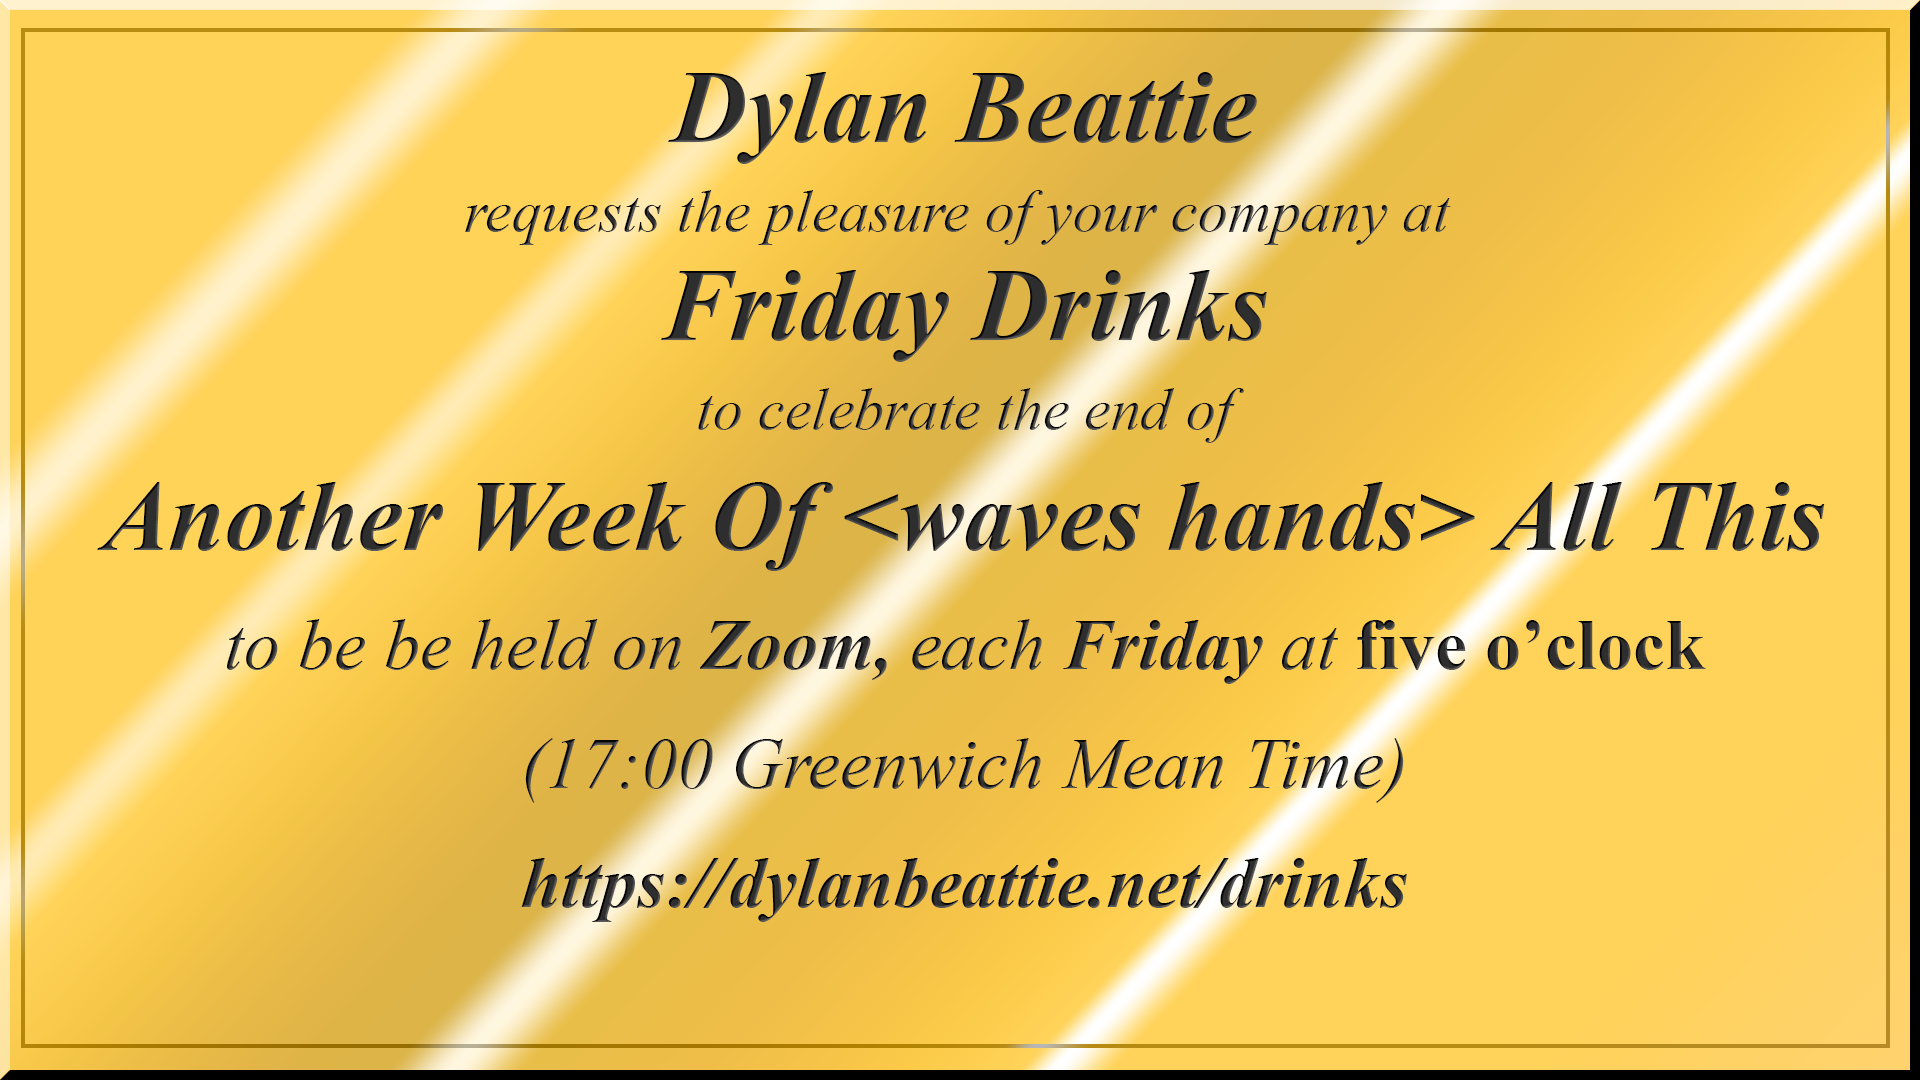 Dylan Beattie
requests the pleasure of your company at
Friday Drinks
to celebrate the end of
Another Week Of <waves hands> All This
to be be held on Zoom, each Friday at five o’clock
(17:00 Greenwich Mean Time)
https://dylanbeattie.net/drinks